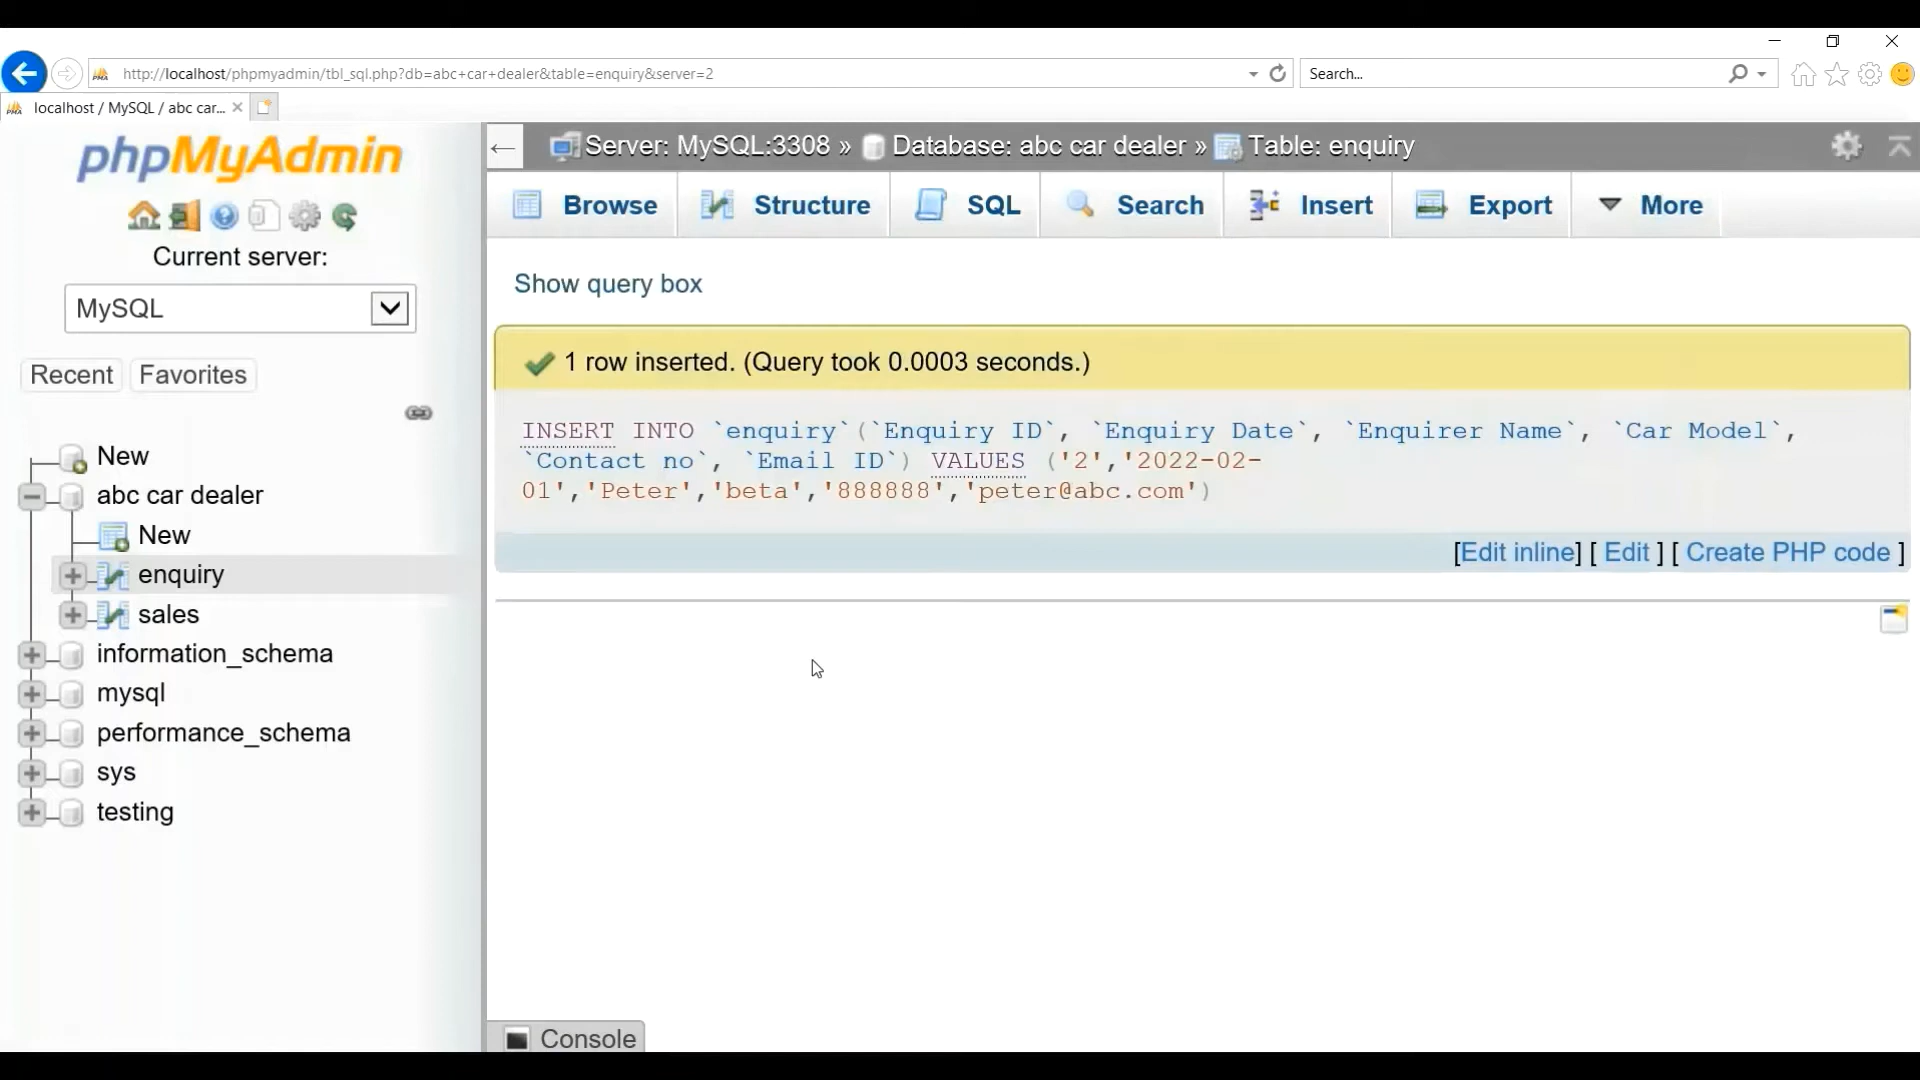 http://localhost/phpmyadmin/tbl_sql.php?db=abc+car+dealer&table=enquiry&server=2
Search...
localhost / MySQL / abc car...
phpMyAdmin
Current server:
MySQL
Recent
Favorites
New
abc car dealer
New
enquiry
sales
information_schema
mysql
performance_schema
sys
testing
Server: MySQL:3308 » Database: abc car dealer » Table: enquiry
Browse
Structure
SQL
Search
Insert
Export
More
Show query box
1 row inserted. (Query took 0.0003 seconds.)
INSERT INTO `enquiry`(`Enquiry ID`, `Enquiry Date`, `Enquirer Name`, `Car Model`,
`Contact no`, `Email ID`) VALUES ('2','2022-02-
01','Peter','beta','888888','peter@abc.com')
[Edit inline] [ Edit ] [ Create PHP code ]
Console